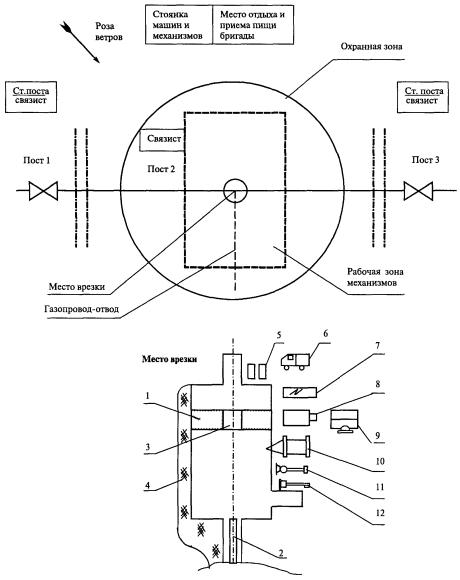 Роза
ветров
Стоянка
машин и
механизмов
Место отдыха и
приема пищи
бригады
Охранная зона
Ст.поста
связист
Ст. поста
связист
Связист
Пост 1
Пост 2
Пост 3
Место врезки
Газопровод-отвод
Рабочая зона
механизмов
Место врезки
5
6
7
1
8
3
9
4
10
11
12
2